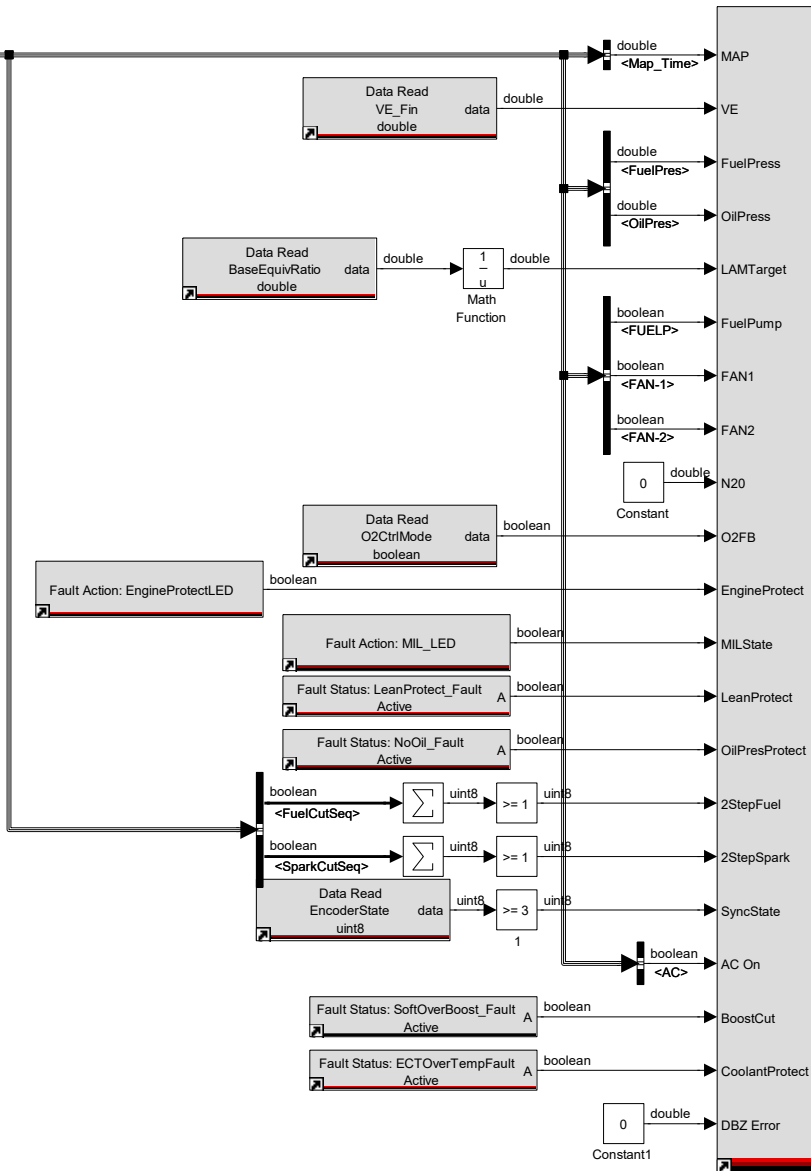 double
<Map_Time>
MAP
Data Read
VE_Fin
double
data
double
VE
double
<FuelPres>
FuelPress
double
<OilPres>
OilPress
Data Read
BaseEquivRatio
double
data
double
1
u
Math
Function
double
LAMTarget
boolean
<FUELP>
FuelPump
boolean
<FAN-1>
FAN1
boolean
<FAN-2>
FAN2
0
Constant
double
N20
Data Read
O2CtrlMode
boolean
data
boolean
O2FB
Fault Action: EngineProtectLED
boolean
EngineProtect
Fault Action: MIL_LED
boolean
MILState
Fault Status: LeanProtect_Fault
Active
A
boolean
LeanProtect
Fault Status: NoOil_Fault
Active
A
boolean
OilPresProtect
boolean
<FuelCutSeq>
∑
uint8
>= 1
uint8
2StepFuel
boolean
<SparkCutSeq>
∑
uint8
>= 1
uint8
2StepSpark
Data Read
EncoderState
uint8
data
uint8
>= 3
1
uint8
SyncState
boolean
<AC>
AC On
Fault Status: SoftOverBoost_Fault
Active
A
boolean
BoostCut
Fault Status: ECTOverTempFault
Active
A
boolean
CoolantProtect
0
Constant1
double
DBZ Error